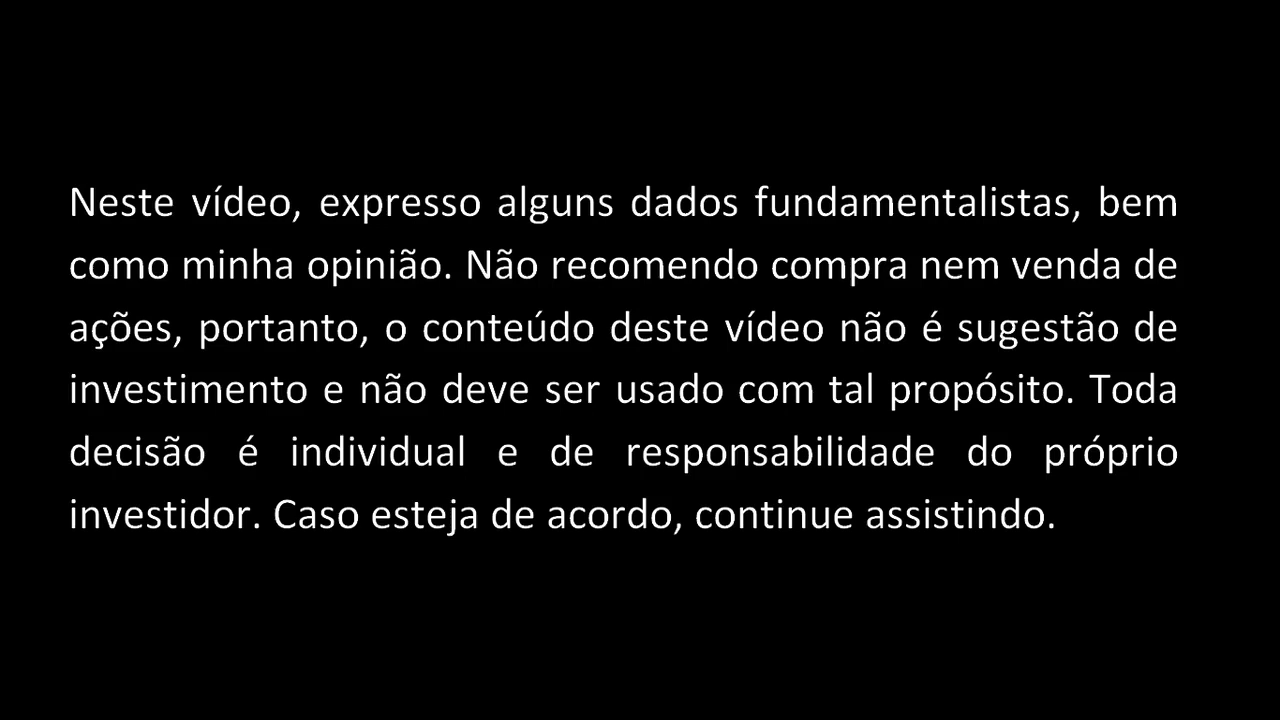 Neste vídeo, expresso alguns dados fundamentalistas, bem
como minha opinião. Não recomendo compra nem venda de
ações, portanto, o conteúdo deste vídeo não é sugestão de
investimento e não deve ser usado com tal propósito. Toda
decisão é individual e de responsabilidade do próprio
investidor. Caso esteja de acordo, continue assistindo.